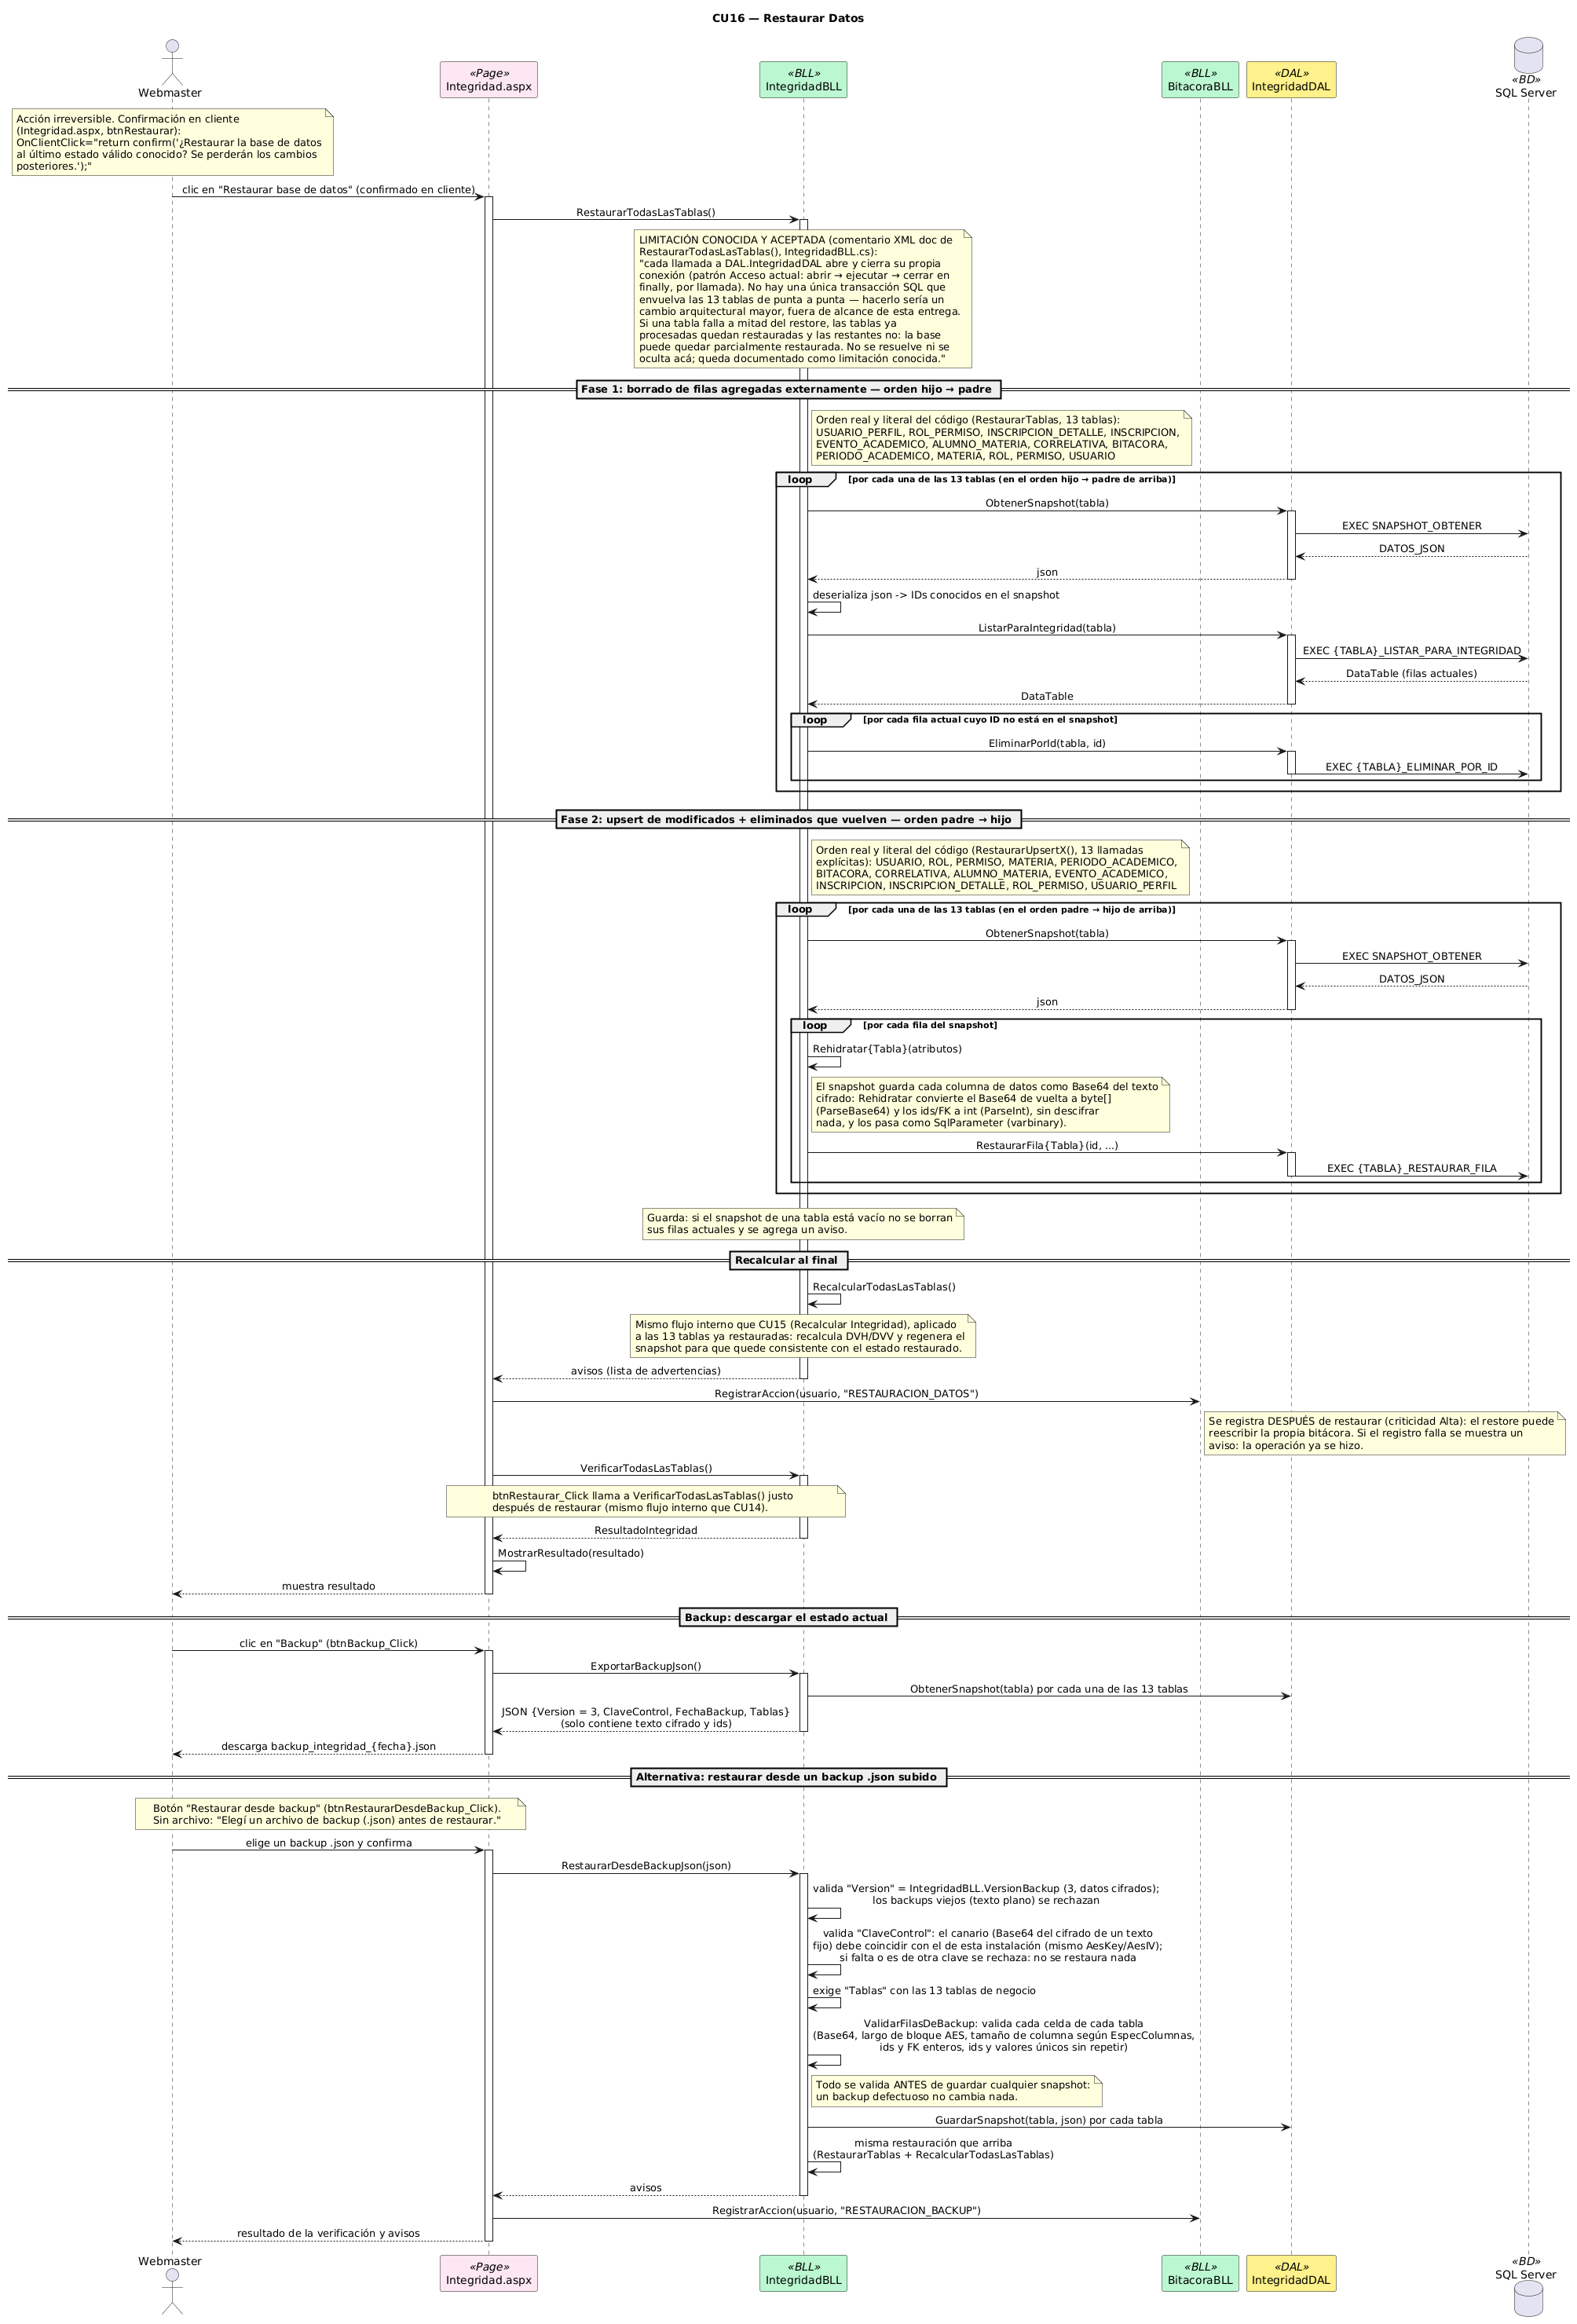 CU16 — Restaurar Datos
Webmaster
«Page»
Integridad.aspx
«BLL»
IntegridadBLL
«BLL»
BitacoraBLL
«DAL»
IntegridadDAL
«BD»
SQL Server
Acción irreversible. Confirmación en cliente
(Integridad.aspx, btnRestaurar):
OnClientClick="return confirm('¿Restaurar la base de datos
al último estado válido conocido? Se perderán los cambios
posteriores.');"
clic en "Restaurar base de datos" (confirmado en cliente)
RestaurarTodasLasTablas()
LIMITACIÓN CONOCIDA Y ACEPTADA (comentario XML doc de
RestaurarTodasLasTablas(), IntegridadBLL.cs):
"cada llamada a DAL.IntegridadDAL abre y cierra su propia
conexión (patrón Acceso actual: abrir → ejecutar → cerrar en
finally, por llamada). No hay una única transacción SQL que
envuelva las 13 tablas de punta a punta — hacerlo sería un
cambio arquitectural mayor, fuera de alcance de esta entrega.
Si una tabla falla a mitad del restore, las tablas ya
procesadas quedan restauradas y las restantes no: la base
puede quedar parcialmente restaurada. No se resuelve ni se
oculta acá; queda documentado como limitación conocida."
Fase 1: borrado de filas agregadas externamente — orden hijo → padre
Orden real y literal del código (RestaurarTablas, 13 tablas):
USUARIO_PERFIL, ROL_PERMISO, INSCRIPCION_DETALLE, INSCRIPCION,
EVENTO_ACADEMICO, ALUMNO_MATERIA, CORRELATIVA, BITACORA,
PERIODO_ACADEMICO, MATERIA, ROL, PERMISO, USUARIO
loop [por cada una de las 13 tablas (en el orden hijo → padre de arriba)]
ObtenerSnapshot(tabla)
EXEC SNAPSHOT_OBTENER
DATOS_JSON
json
deserializa json -> IDs conocidos en el snapshot
ListarParaIntegridad(tabla)
EXEC {TABLA}_LISTAR_PARA_INTEGRIDAD
DataTable (filas actuales)
DataTable
loop [por cada fila actual cuyo ID no está en el snapshot]
EliminarPorId(tabla, id)
EXEC {TABLA}_ELIMINAR_POR_ID
Fase 2: upsert de modificados + eliminados que vuelven — orden padre → hijo
Orden real y literal del código (RestaurarUpsertX(), 13 llamadas
explícitas): USUARIO, ROL, PERMISO, MATERIA, PERIODO_ACADEMICO,
BITACORA, CORRELATIVA, ALUMNO_MATERIA, EVENTO_ACADEMICO,
INSCRIPCION, INSCRIPCION_DETALLE, ROL_PERMISO, USUARIO_PERFIL
loop [por cada una de las 13 tablas (en el orden padre → hijo de arriba)]
ObtenerSnapshot(tabla)
EXEC SNAPSHOT_OBTENER
DATOS_JSON
json
loop [por cada fila del snapshot]
Rehidratar{Tabla}(atributos)
El snapshot guarda cada columna de datos como Base64 del texto
cifrado: Rehidratar convierte el Base64 de vuelta a byte[]
(ParseBase64) y los ids/FK a int (ParseInt), sin descifrar
nada, y los pasa como SqlParameter (varbinary).
RestaurarFila{Tabla}(id, ...)
EXEC {TABLA}_RESTAURAR_FILA
Guarda: si el snapshot de una tabla está vacío no se borran
sus filas actuales y se agrega un aviso.
Recalcular al final
RecalcularTodasLasTablas()
Mismo flujo interno que CU15 (Recalcular Integridad), aplicado
a las 13 tablas ya restauradas: recalcula DVH/DVV y regenera el
snapshot para que quede consistente con el estado restaurado.
avisos (lista de advertencias)
RegistrarAccion(usuario, "RESTAURACION_DATOS")
Se registra DESPUÉS de restaurar (criticidad Alta): el restore puede
reescribir la propia bitácora. Si el registro falla se muestra un
aviso: la operación ya se hizo.
VerificarTodasLasTablas()
btnRestaurar_Click llama a VerificarTodasLasTablas() justo
después de restaurar (mismo flujo interno que CU14).
ResultadoIntegridad
MostrarResultado(resultado)
muestra resultado
Backup: descargar el estado actual
clic en "Backup" (btnBackup_Click)
ExportarBackupJson()
ObtenerSnapshot(tabla) por cada una de las 13 tablas
JSON {Version = 3, ClaveControl, FechaBackup, Tablas}
(solo contiene texto cifrado y ids)
descarga backup_integridad_{fecha}.json
Alternativa: restaurar desde un backup .json subido
Botón "Restaurar desde backup" (btnRestaurarDesdeBackup_Click).
Sin archivo: "Elegí un archivo de backup (.json) antes de restaurar."
elige un backup .json y confirma
RestaurarDesdeBackupJson(json)
valida "Version" = IntegridadBLL.VersionBackup (3, datos cifrados);
los backups viejos (texto plano) se rechazan
valida "ClaveControl": el canario (Base64 del cifrado de un texto
fijo) debe coincidir con el de esta instalación (mismo AesKey/AesIV);
si falta o es de otra clave se rechaza: no se restaura nada
exige "Tablas" con las 13 tablas de negocio
ValidarFilasDeBackup: valida cada celda de cada tabla
(Base64, largo de bloque AES, tamaño de columna según EspecColumnas,
ids y FK enteros, ids y valores únicos sin repetir)
Todo se valida ANTES de guardar cualquier snapshot:
un backup defectuoso no cambia nada.
GuardarSnapshot(tabla, json) por cada tabla
misma restauración que arriba
(RestaurarTablas + RecalcularTodasLasTablas)
avisos
RegistrarAccion(usuario, "RESTAURACION_BACKUP")
resultado de la verificación y avisos
Webmaster
«Page»
Integridad.aspx
«BLL»
IntegridadBLL
«BLL»
BitacoraBLL
«DAL»
IntegridadDAL
«BD»
SQL Server